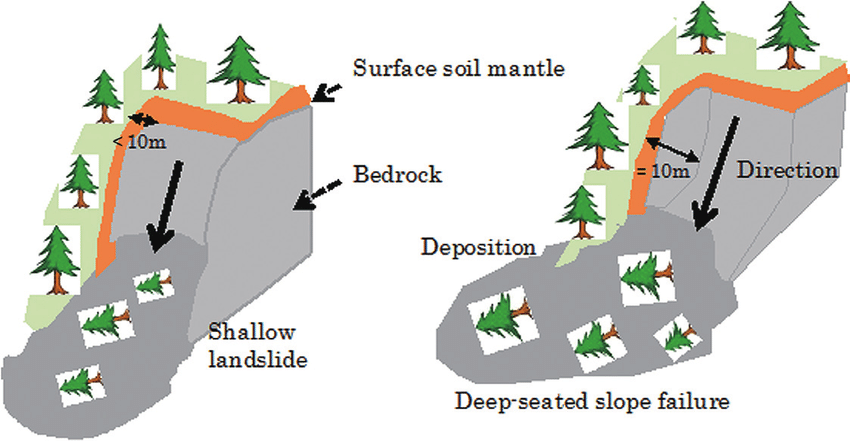 Surface soil mantle
< 10m
Bedrock
Shallow
landslide
= 10m
Direction
Deposition
Deep-seated slope failure